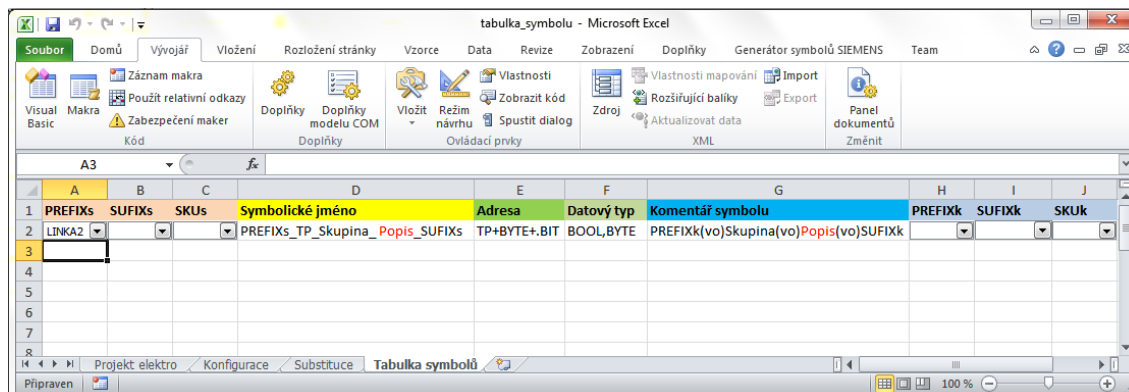 tabulka_symbolu - Microsoft Excel
Soubor Domů Vývojář Vložení Rozložení stránky Vzorce Data Revize Zobrazení Doplňky Generátor symbolů SIEMENS Team
Visual Basic
Makra
Záznam makra
Použít relativní odkazy
Zabezpečení maker
Kód
Doplňky
Doplňky modelu COM
Doplňky
Vložit
Režim návrhu
Vlastnosti
Zobrazit kód
Spustit dialog
Ovládací prvky
Zdroj
Vlastnosti mapování
Rozšiřující balíky
Aktualizovat data
Import
Export
XML
Panel dokumentů
Změnit
A3 fx
A B C D E F G H I J
1 PREFIXs SUFIXs SKUs Symbolické jméno Adresa Datový typ Komentář symbolu PREFIXk SUFIXk SKUk
2 LINKA2 PREFIXs_TP_Skupina_Popis_SUFIXs TP+BYTE+.BIT BOOL,BYTE PREFIXk(vo)Skupina(vo)Popis(vo)SUFIXk
3
4
5
6
7
8
Projekt elektro Konfigurace Substituce Tabulka symbolů
Připraven 100 %